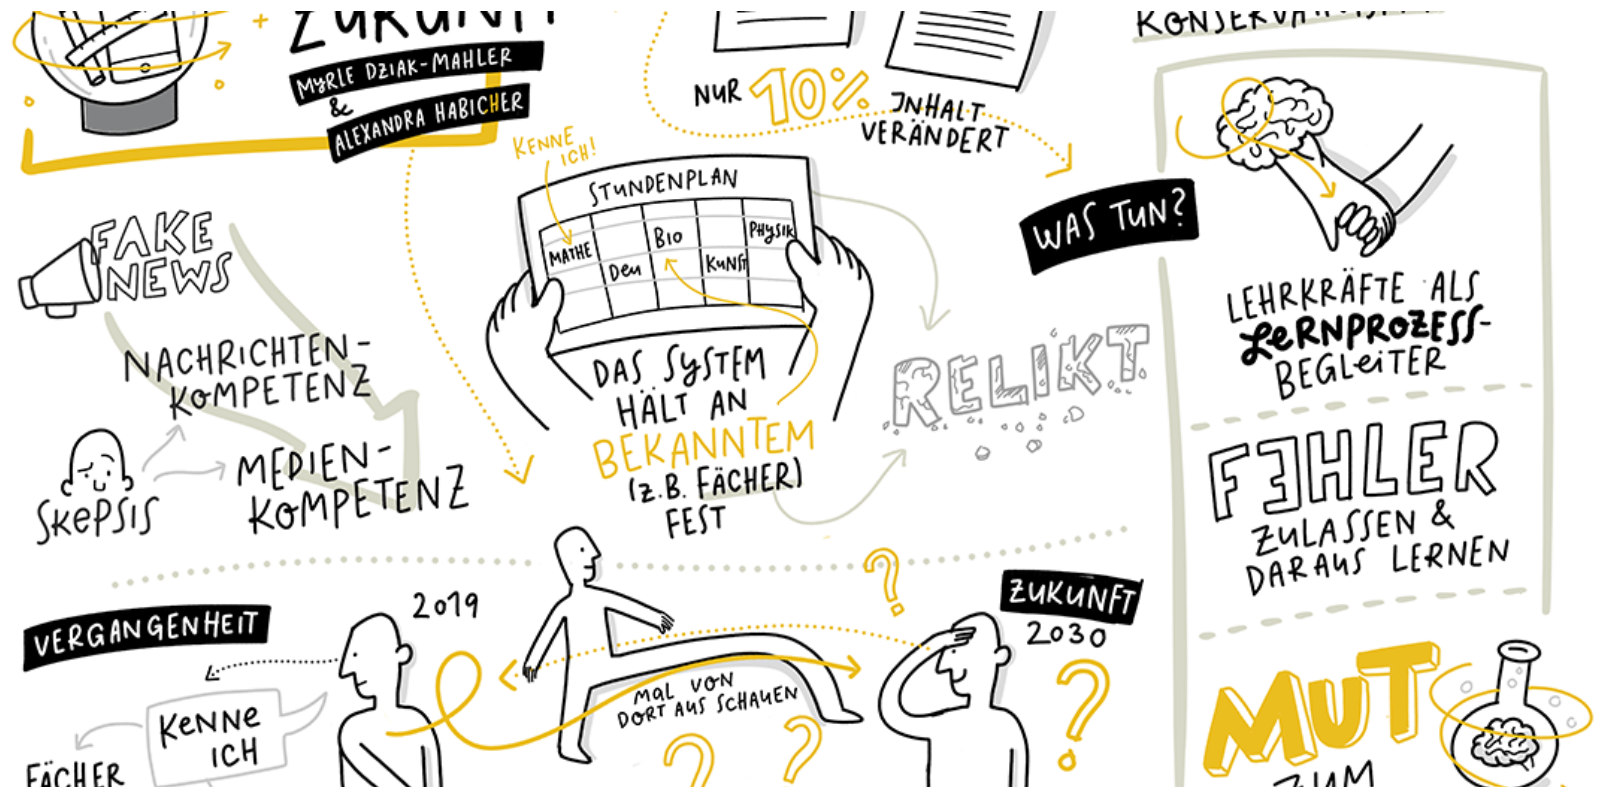 ZUKUNFT
MYRLE DZIAK-MAHLER
&
ALEXANDRA HABICHER
NUR 10% INHALT
VERÄNDERT
KENNE
ICH!
STUNDENPLAN
MATHE
DEU
BIO
KUNST
PHYSIK
DAS SYSTEM
HÄLT AN
BEKANNTEM
(Z.B. FÄCHER)
FEST
RELIKT
FAKE
NEWS
NACHRICHTEN-
KOMPETENZ
MEDIEN-
KOMPETENZ
SKEPSIS
VERGANGENHEIT
2019
KENNE
ICH
FÄCHER
MAL VON
DORT AUS SCHAUEN
?
?
?
ZUKUNFT
2030
?
WAS TUN?
LEHRKRÄFTE ALS
LERNPROZESS-
BEGLEITER
FEHLER
ZULASSEN &
DARAUS LERNEN
MUT
ZUM